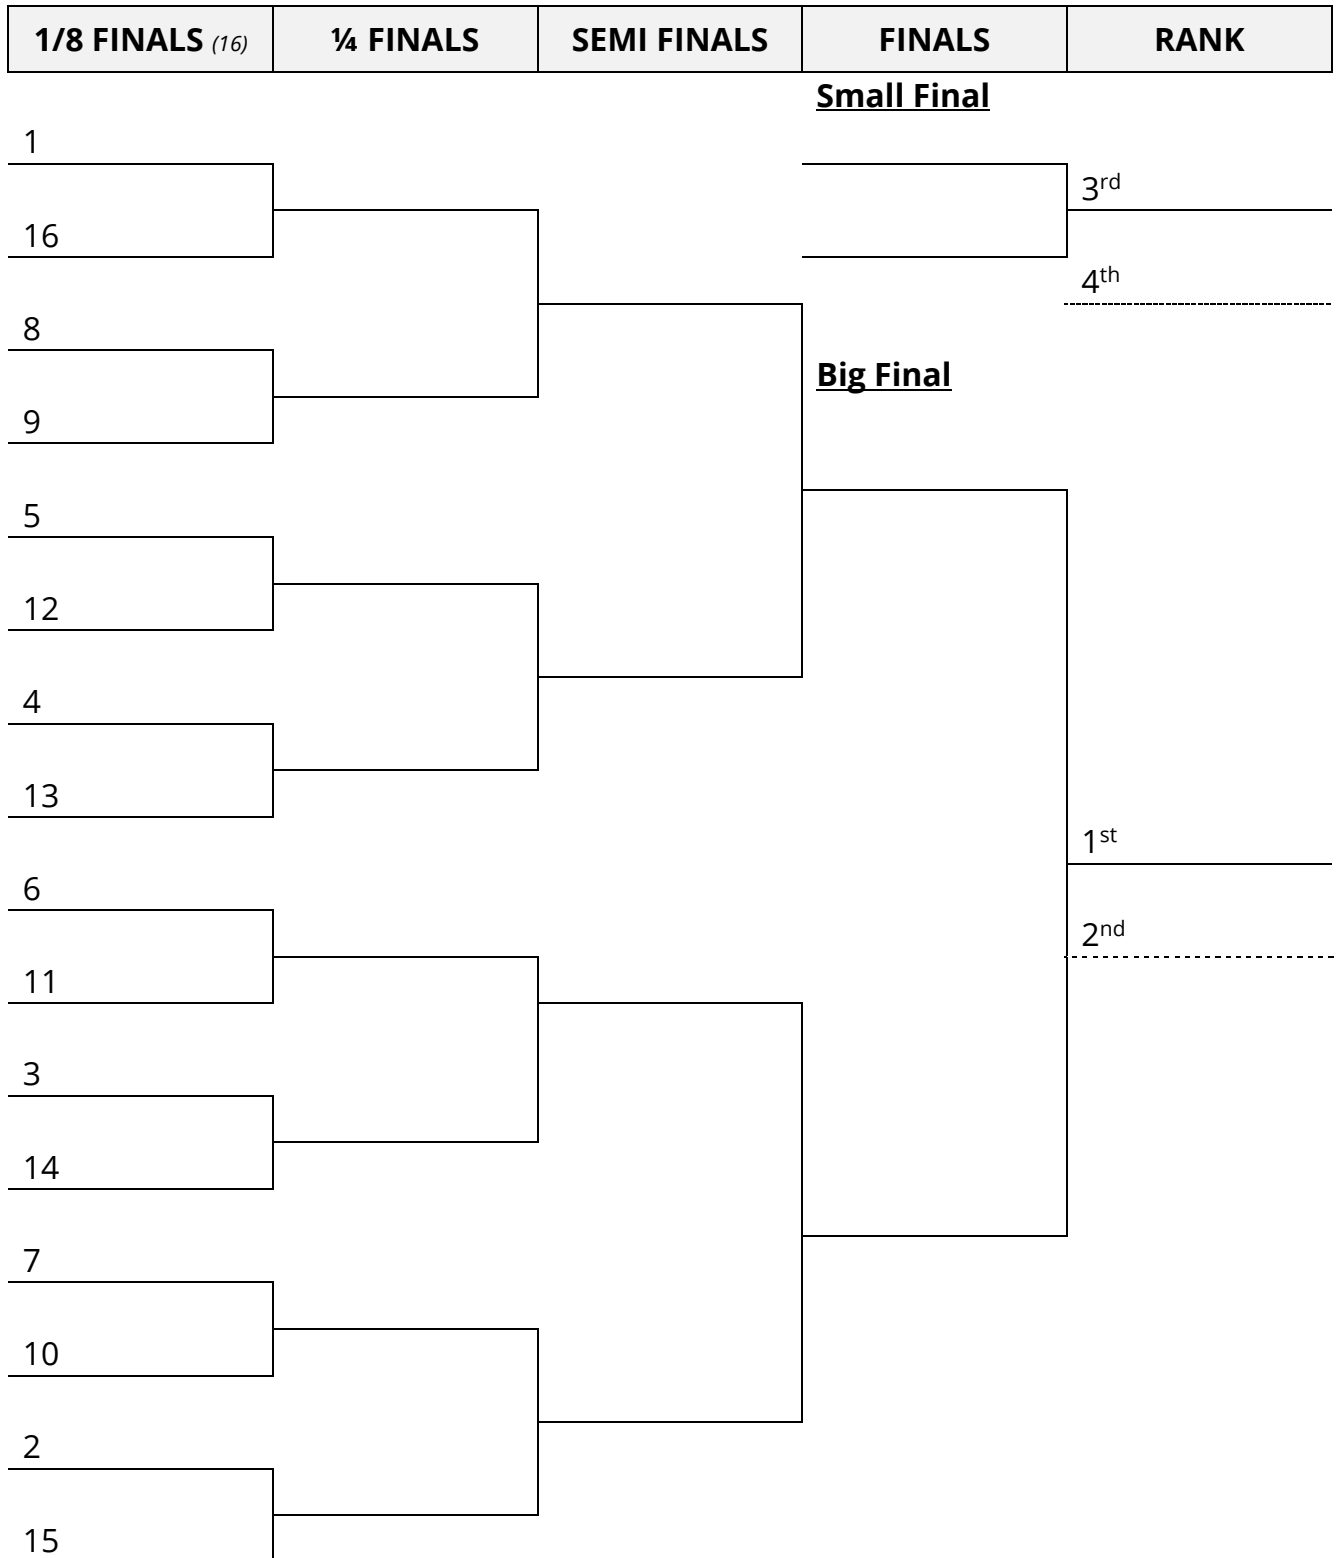 1/8 FINALS (16) ¼ FINALS SEMI FINALS FINALS RANK
Small Final
1
3rd
16
4th
8
Big Final
9
5
12
4
13
1st
6
2nd
11
3
14
7
10
2
15